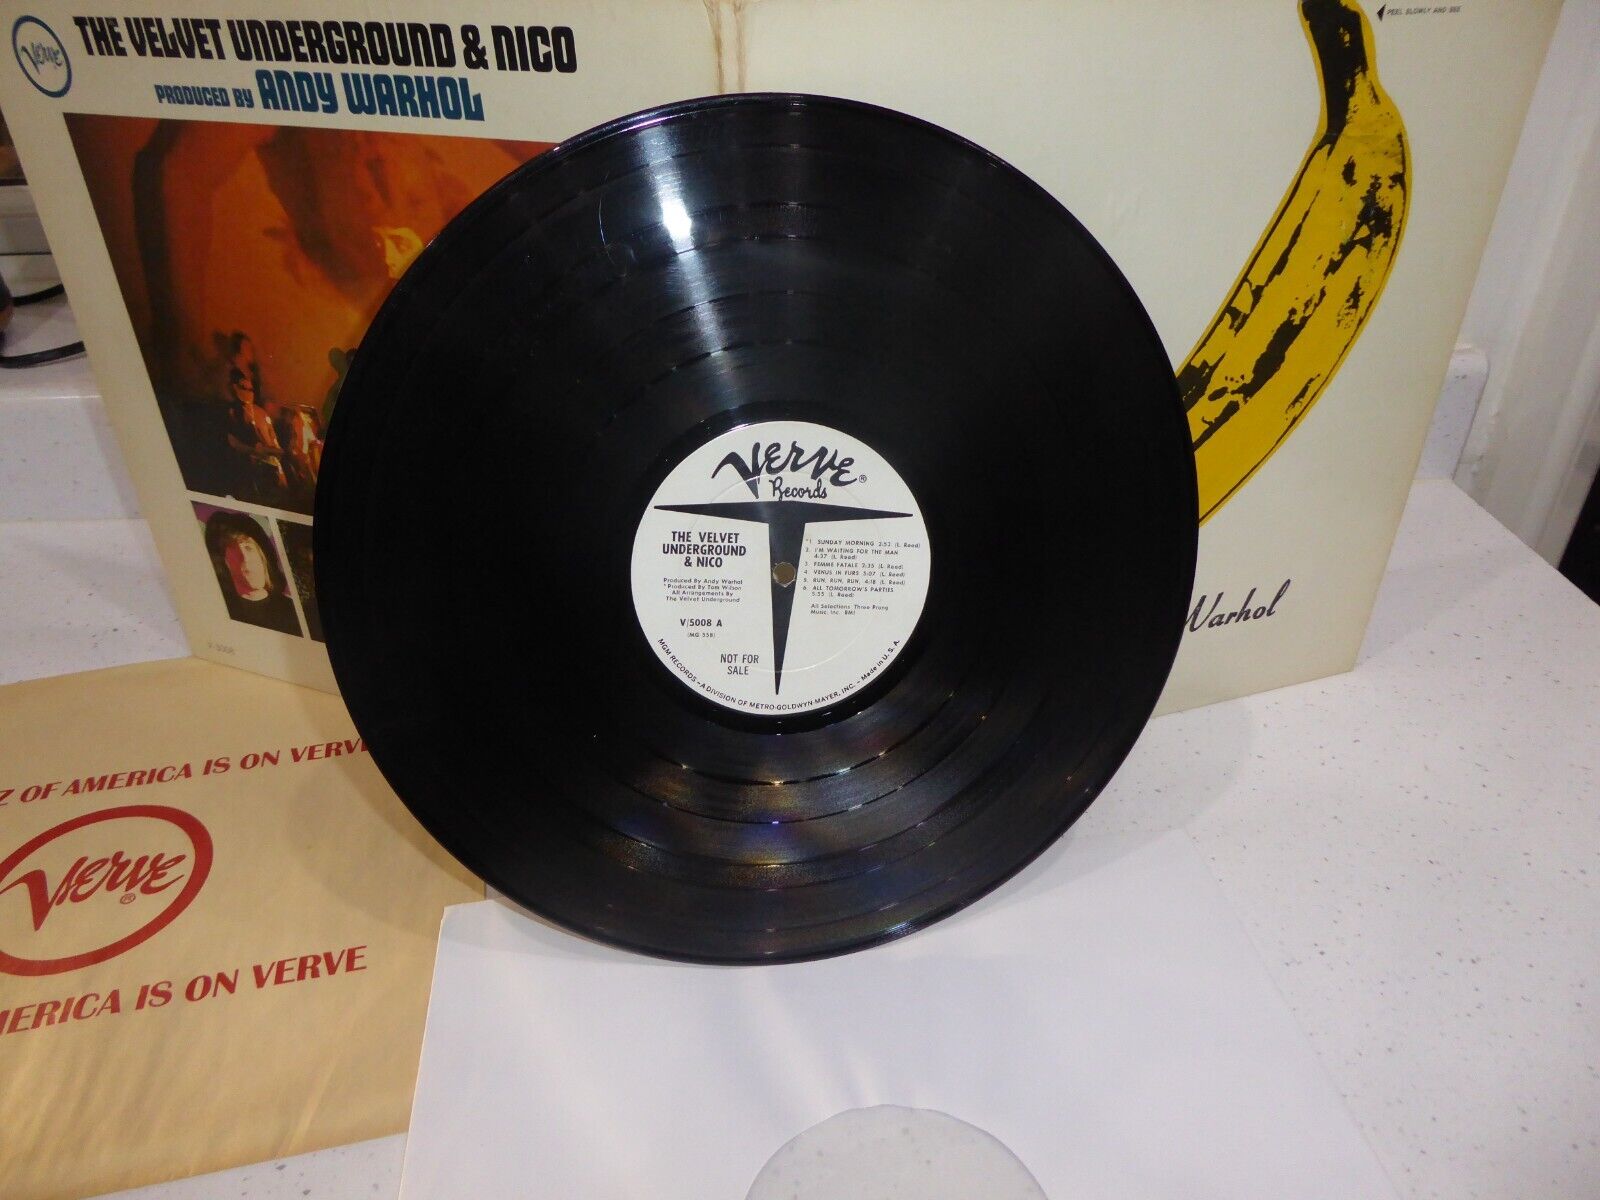 Verve
THE VELVET UNDERGROUND & NICO
PRODUCED BY ANDY WARHOL
V-5008
PEEL SLOWLY AND SEE
Warhol
VERVE®
Records
THE VELVET
UNDERGROUND
& NICO
Produced By Andy Warhol
*Produced By Tom Wilson
All Arrangements By
The Velvet Underground
V/5008 A
(MG 558)
NOT FOR
SALE
*1. SUNDAY MORNING 2:53 (L. Reed)
2. I'M WAITING FOR THE MAN
4:37 (L. Reed)
3. FEMME FATALE 2:35 (L. Reed)
4. VENUS IN FURS 5:07 (L. Reed)
5. RUN, RUN, RUN, 4:18 (L. Reed)
6. ALL TOMORROW'S PARTIES
5:55 (L. Reed)
All Selections: Three Prong
Music, Inc. BMI
MGM RECORDS – A DIVISION OF METRO-GOLDWYN-MAYER, INC. – Made in U.S.A.
Z OF AMERICA IS ON VERVE
VERVE®
MERICA IS ON VERVE